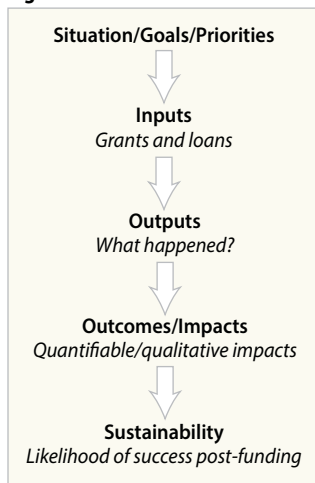 Situation/Goals/Priorities
Inputs
Grants and loans
Outputs
What happened?
Outcomes/Impacts
Quantifiable/qualitative impacts
Sustainability
Likelihood of success post-funding